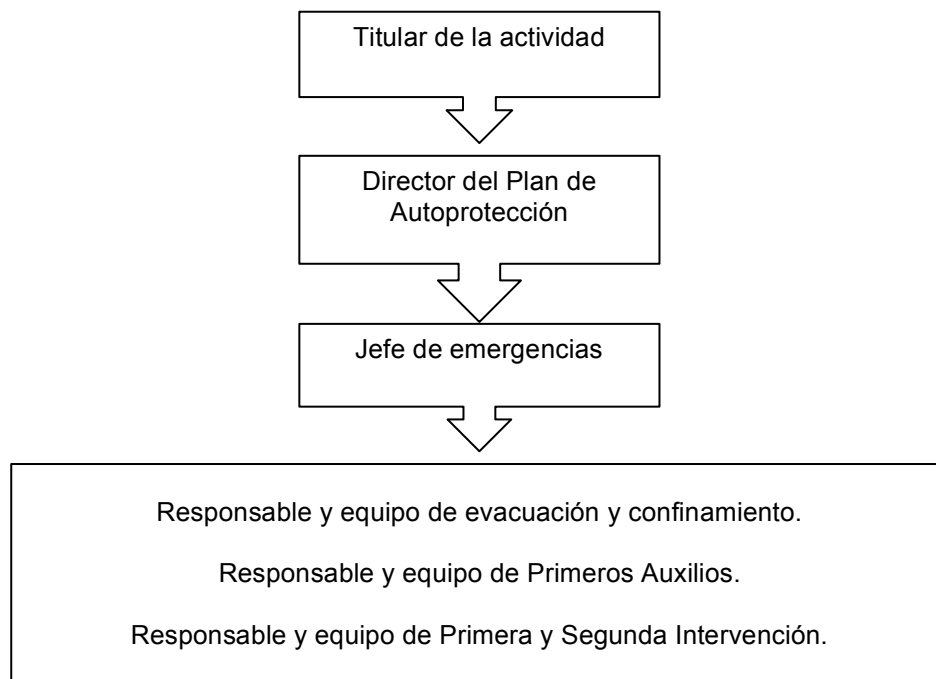 Titular de la actividad
Director del Plan de
Autoprotección
Jefe de emergencias
Responsable y equipo de evacuación y confinamiento.
Responsable y equipo de Primeros Auxilios.
Responsable y equipo de Primera y Segunda Intervención.